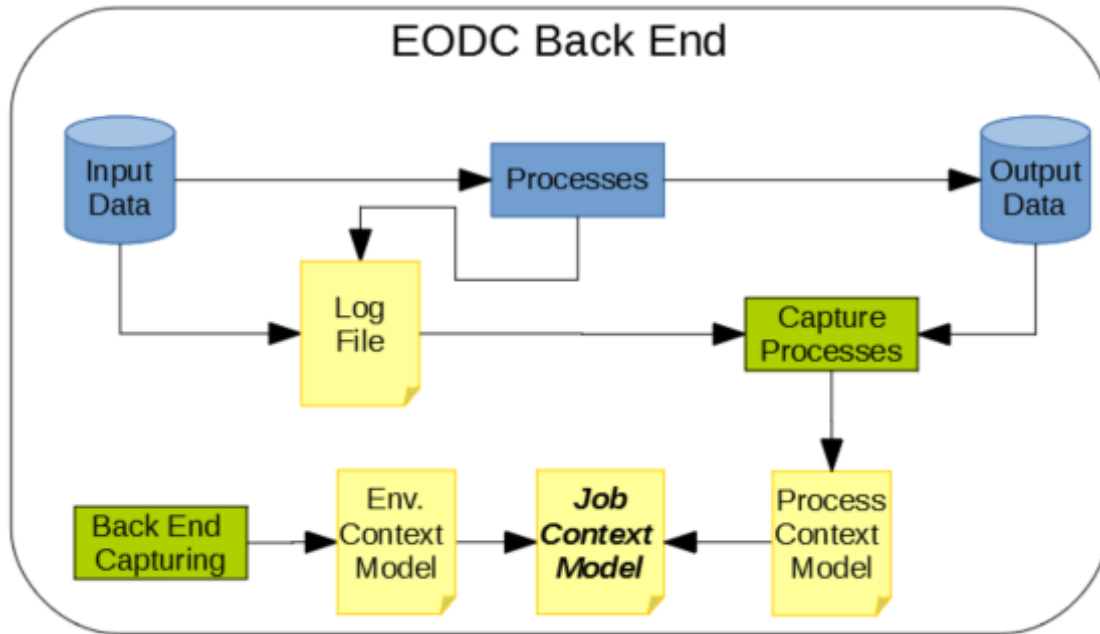 EODC Back End
Input
Data
Processes
Output
Data
Log
File
Capture
Processes
Back End
Capturing
Env.
Context
Model
Job
Context
Model
Process
Context
Model